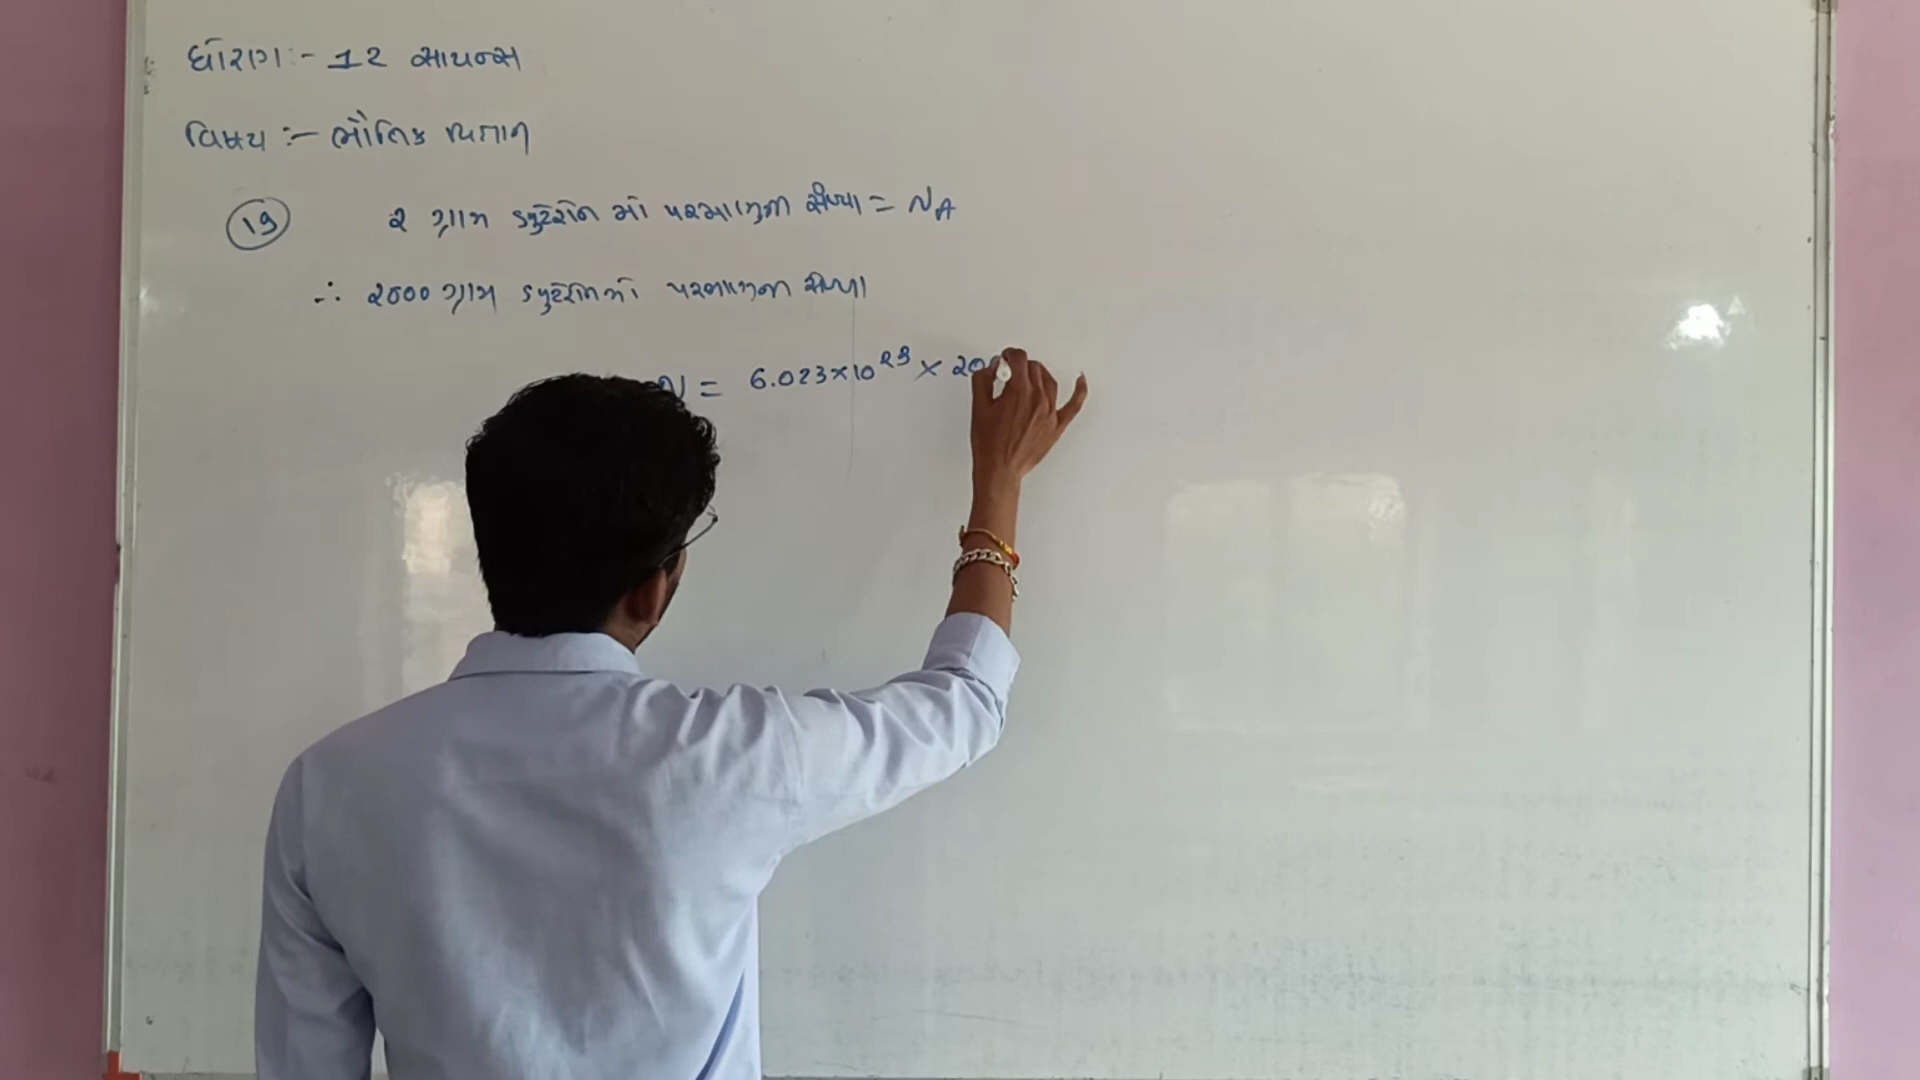 ધોરણ :- 12 સાયન્સ
વિષય :- ભૌતિક વિજ્ઞાન
19 2 ગ્રામ ડ્યુટેરોન માં પરમાણુની સંખ્યા = NA
∴ 2000 ગ્રામ ડ્યુટેરોનમાં પરમાણુની સંખ્યા
N = 6.023×10²³ × 20